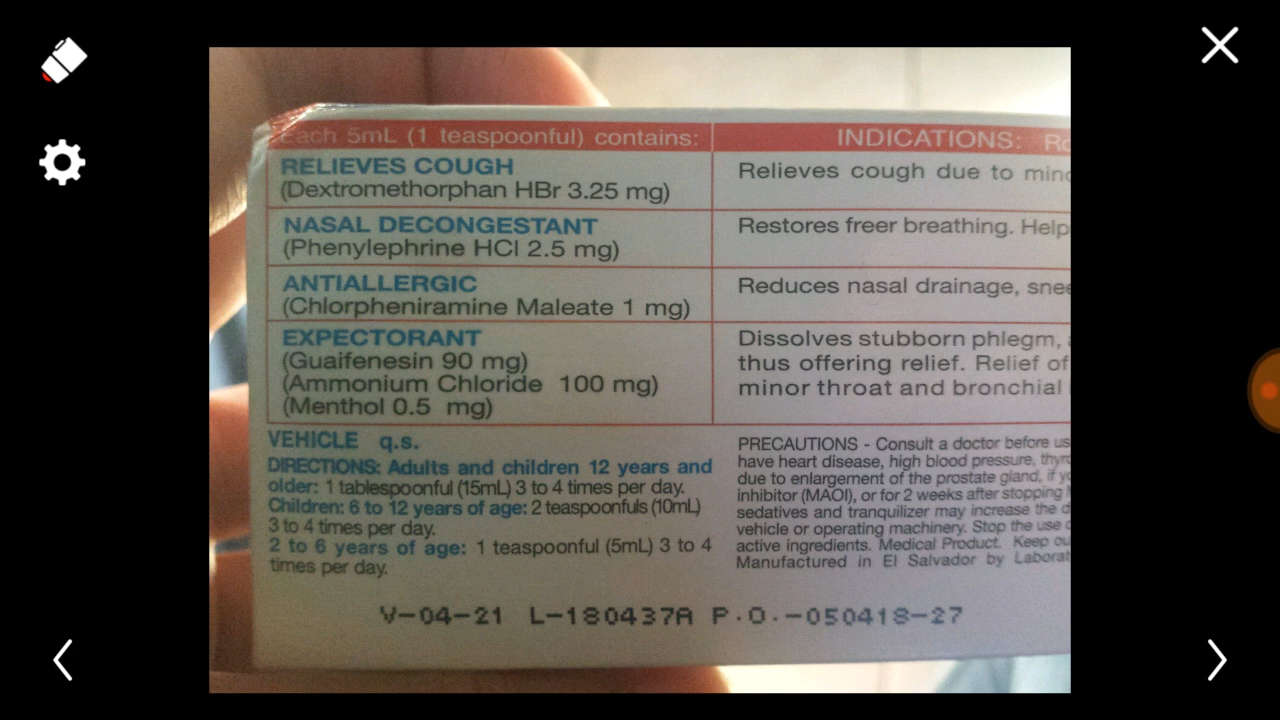 Each 5mL (1 teaspoonful) contains:
RELIEVES COUGH
(Dextromethorphan HBr 3.25 mg)
NASAL DECONGESTANT
(Phenylephrine HCl 2.5 mg)
ANTIALLERGIC
(Chlorpheniramine Maleate 1 mg)
EXPECTORANT
(Guaifenesin 90 mg)
(Ammonium Chloride 100 mg)
(Menthol 0.5 mg)
VEHICLE q.s.
DIRECTIONS: Adults and children 12 years and
older: 1 tablespoonful (15mL) 3 to 4 times per day.
Children: 6 to 12 years of age: 2 teaspoonfuls (10mL)
3 to 4 times per day.
2 to 6 years of age: 1 teaspoonful (5mL) 3 to 4
times per day.
INDICATIONS:
Relieves cough due to
Restores freer breathing.
Reduces nasal drainage,
Dissolves stubborn phlegm,
thus offering relief. Relief of
minor throat and bronchial
PRECAUTIONS - Consult a doctor before
have heart disease, high blood pressure,
due to enlargement of the prostate gland, if
inhibitor (MAOI), or for 2 weeks after stopping
sedatives and tranquilizer may increase the
vehicle or operating machinery. Stop the use
active ingredients. Medical Product. Keep
Manufactured in El Salvador by
V-04-21 L-180437A P.O.-050418-27